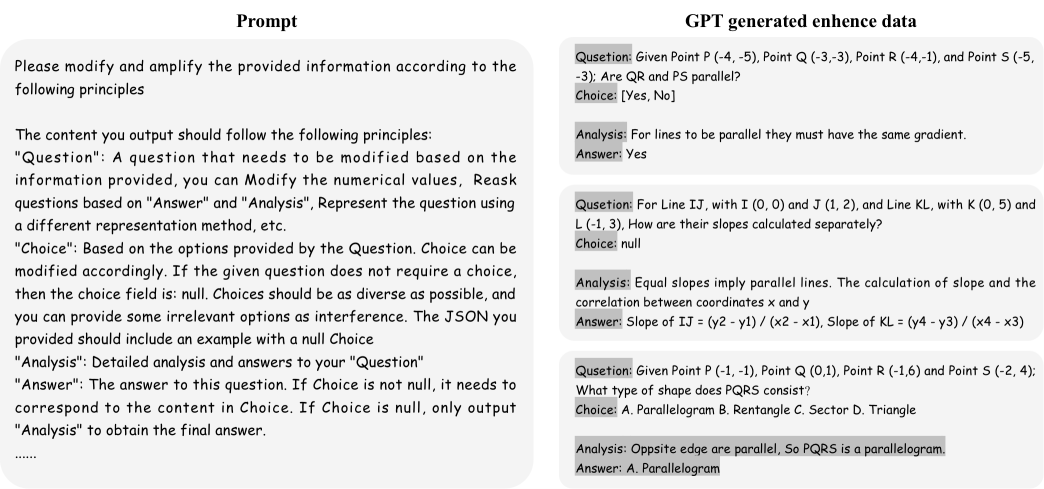 Prompt
Please modify and amplify the provided information according to the
following principles
The content you output should follow the following principles:
"Question": A question that needs to be modified based on the
information provided, you can Modify the numerical values, Reask
questions based on "Answer" and "Analysis", Represent the question using
a different representation method, etc.
"Choice": Based on the options provided by the Question. Choice can be
modified accordingly. If the given question does not require a choice,
then the choice field is: null. Choices should be as diverse as possible, and
you can provide some irrelevant options as interference. The JSON you
provided should include an example with a null Choice
"Analysis": Detailed analysis and answers to your "Question"
"Answer": The answer to this question. If Choice is not null, it needs to
correspond to the content in Choice. If Choice is null, only output
"Analysis" to obtain the final answer.
......
GPT generated enhence data
Qusetion: Given Point P (-4, -5), Point Q (-3,-3), Point R (-4,-1), and Point S (-5,
-3); Are QR and PS parallel?
Choice: [Yes, No]
Analysis: For lines to be parallel they must have the same gradient.
Answer: Yes
Qusetion: For Line IJ, with I (0, 0) and J (1, 2), and Line KL, with K (0, 5) and
L (-1, 3), How are their slopes calculated separately?
Choice: null
Analysis: Equal slopes imply parallel lines. The calculation of slope and the
correlation between coordinates x and y
Answer: Slope of IJ = (y2 - y1) / (x2 - x1), Slope of KL = (y4 - y3) / (x4 - x3)
Qusetion: Given Point P (-1, -1), Point Q (0,1), Point R (-1,6) and Point S (-2, 4);
What type of shape does PQRS consist?
Choice: A. Parallelogram B. Rentangle C. Sector D. Triangle
Analysis: Oppsite edge are parallel, So PQRS is a parallelogram.
Answer: A. Parallelogram